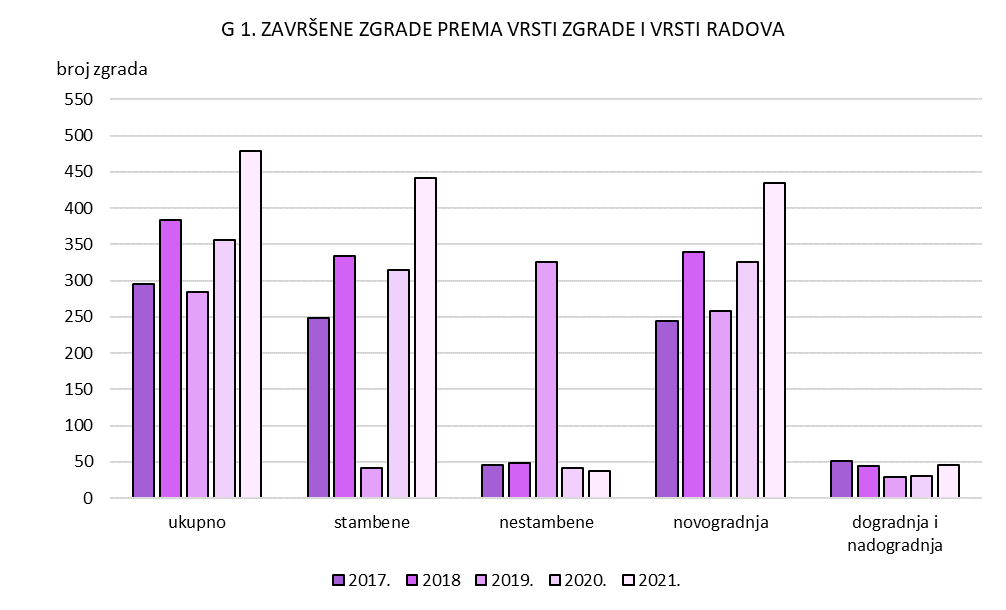 G 1. ZAVRŠENE ZGRADE PREMA VRSTI ZGRADE I VRSTI RADOVA
broj zgrada
550
500
450
400
350
300
250
200
150
100
50
0
ukupno
stambene
nestambene
novogradnja
dogradnja i
nadogradnja
2017.
2018
2019.
2020.
2021.